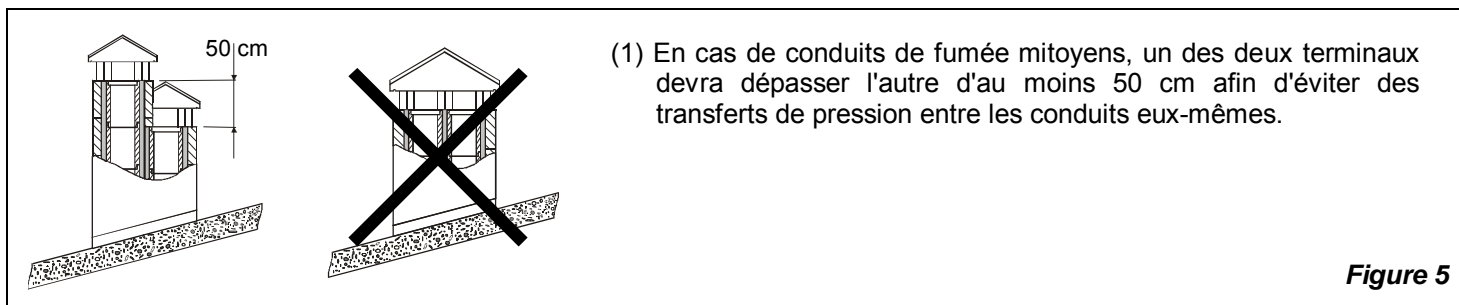 50 cm
(1) En cas de conduits de fumée mitoyens, un des deux terminaux
devra dépasser l'autre d'au moins 50 cm afin d'éviter des
transferts de pression entre les conduits eux-mêmes.
Figure 5